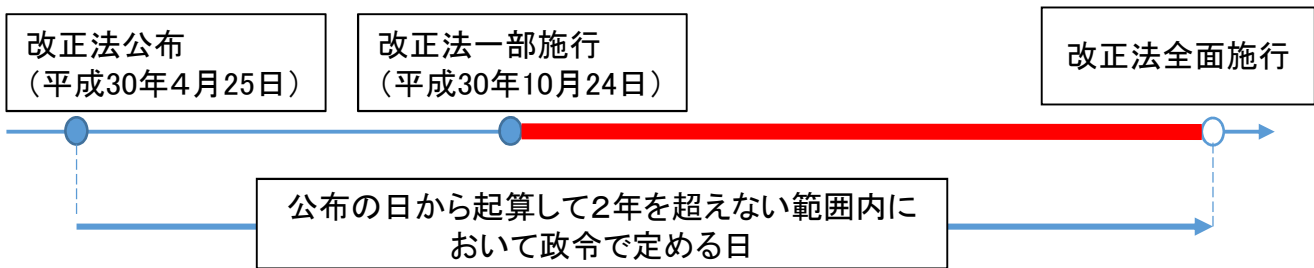 改正法公布
（平成30年４月25日）
改正法一部施行
（平成30年10月24日）
改正法全面施行
公布の日から起算して２年を超えない範囲内に
おいて政令で定める日